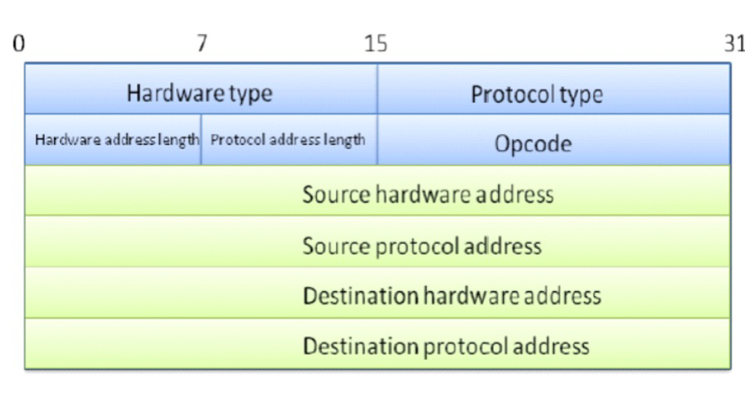 0 7 15 31
Hardware type Protocol type
Hardware address length Protocol address length Opcode
Source hardware address
Source protocol address
Destination hardware address
Destination protocol address